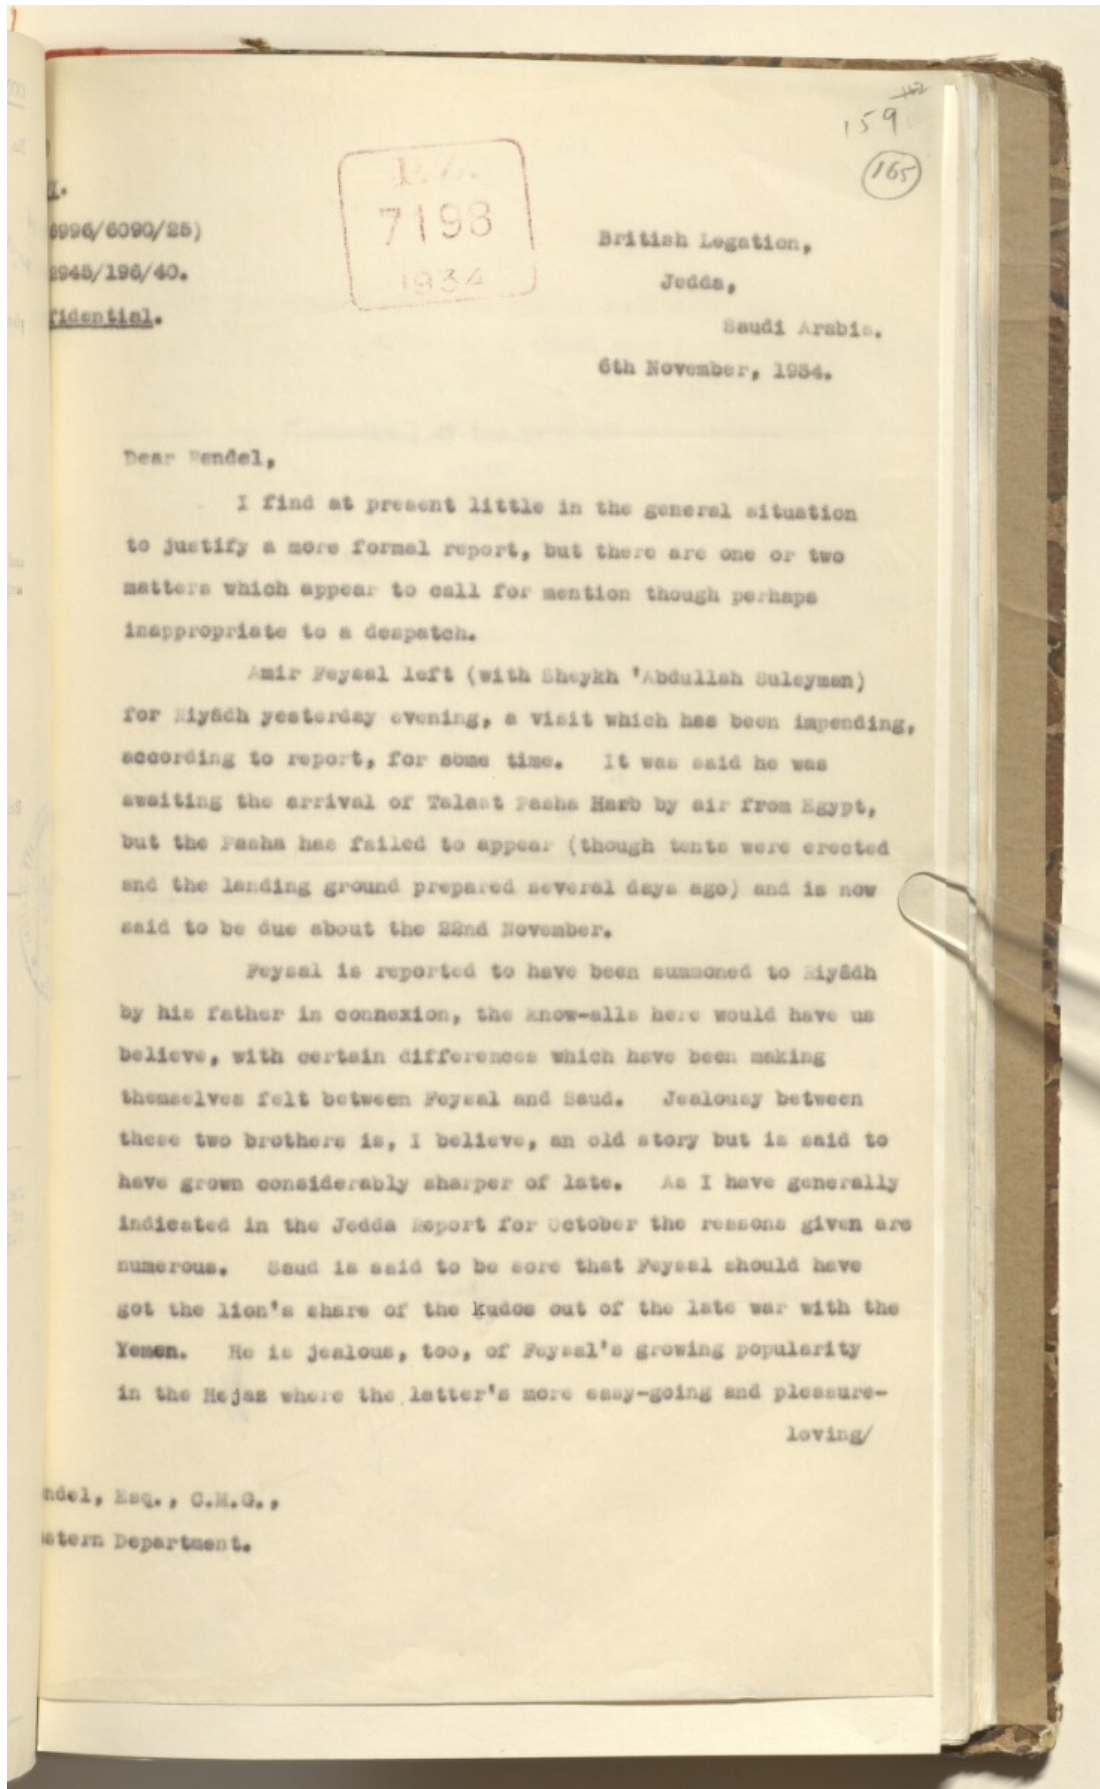 159
165
P.Z.
7198
1934
6996/6090/25)
2945/196/40.
fidential.
British Legation,
Jedda,
Saudi Arabia.
6th November, 1934.
Dear Rendel,
I find at present little in the general situation
to justify a more formal report, but there are one or two
matters which appear to call for mention though perhaps
inappropriate to a despatch.
Amir Feysal left (with Sheykh 'Abdullah Suleyman)
for Riyâdh yesterday evening, a visit which has been impending,
according to report, for some time. It was said he was
awaiting the arrival of Talaat Pasha Harb by air from Egypt,
but the Pasha has failed to appear (though tents were erected
and the landing ground prepared several days ago) and is now
said to be due about the 22nd November.
Feysal is reported to have been summoned to Riyâdh
by his father in connexion, the know-alls here would have us
believe, with certain differences which have been making
themselves felt between Feysal and Saud. Jealousy between
these two brothers is, I believe, an old story but is said to
have grown considerably sharper of late. As I have generally
indicated in the Jedda Report for October the reasons given are
numerous. Saud is said to be sore that Feysal should have
got the lion's share of the kudos out of the late war with the
Yemen. He is jealous, too, of Feysal's growing popularity
in the Hejaz where the latter's more easy-going and pleasure-
loving/
ndel, Esq., C.M.G.,
astern Department.